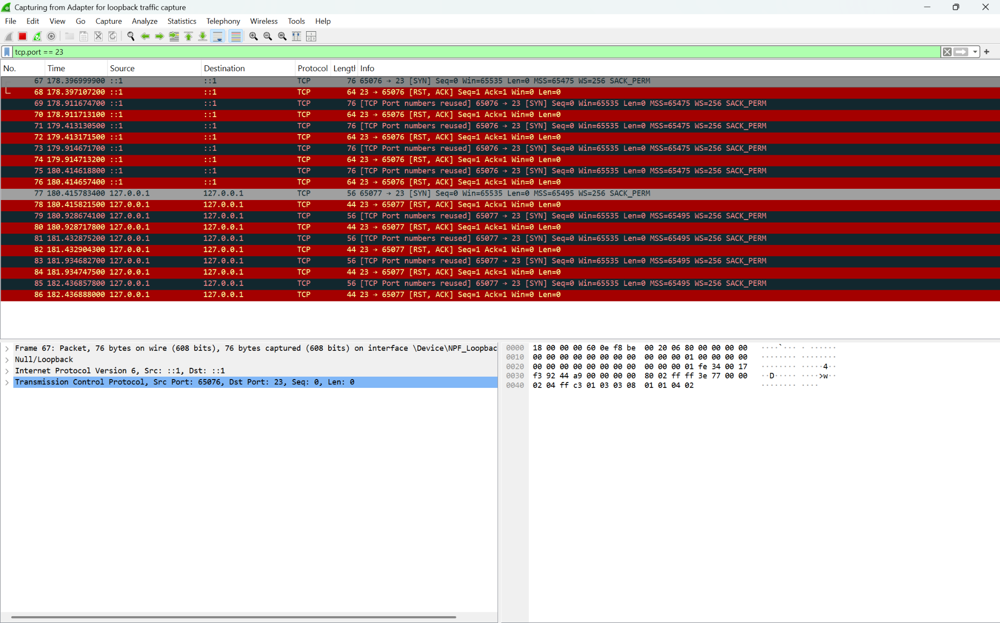 Capturing from Adapter for loopback traffic capture
File Edit View Go Capture Analyze Statistics Telephony Wireless Tools Help
tcp.port == 23
No. Time Source Destination Protocol Lengtl Info
67 178.396999900 ::1 ::1 TCP 76 65076 → 23 [SYN] Seq=0 Win=65535 Len=0 MSS=65475 WS=256 SACK_PERM
68 178.397107200 ::1 ::1 TCP 64 23 → 65076 [RST, ACK] Seq=1 Ack=1 Win=0 Len=0
69 178.911674700 ::1 ::1 TCP 76 [TCP Port numbers reused] 65076 → 23 [SYN] Seq=0 Win=65535 Len=0 MSS=65475 WS=256 SACK_PERM
70 178.911713100 ::1 ::1 TCP 64 23 → 65076 [RST, ACK] Seq=1 Ack=1 Win=0 Len=0
71 179.413130500 ::1 ::1 TCP 76 [TCP Port numbers reused] 65076 → 23 [SYN] Seq=0 Win=65535 Len=0 MSS=65475 WS=256 SACK_PERM
72 179.413171500 ::1 ::1 TCP 64 23 → 65076 [RST, ACK] Seq=1 Ack=1 Win=0 Len=0
73 179.914671700 ::1 ::1 TCP 76 [TCP Port numbers reused] 65076 → 23 [SYN] Seq=0 Win=65535 Len=0 MSS=65475 WS=256 SACK_PERM
74 179.914713200 ::1 ::1 TCP 64 23 → 65076 [RST, ACK] Seq=1 Ack=1 Win=0 Len=0
75 180.414618800 ::1 ::1 TCP 76 [TCP Port numbers reused] 65076 → 23 [SYN] Seq=0 Win=65535 Len=0 MSS=65475 WS=256 SACK_PERM
76 180.414657400 ::1 ::1 TCP 64 23 → 65076 [RST, ACK] Seq=1 Ack=1 Win=0 Len=0
77 180.415783400 127.0.0.1 127.0.0.1 TCP 56 65077 → 23 [SYN] Seq=0 Win=65535 Len=0 MSS=65495 WS=256 SACK_PERM
78 180.415821500 127.0.0.1 127.0.0.1 TCP 44 23 → 65077 [RST, ACK] Seq=1 Ack=1 Win=0 Len=0
79 180.928674100 127.0.0.1 127.0.0.1 TCP 56 [TCP Port numbers reused] 65077 → 23 [SYN] Seq=0 Win=65535 Len=0 MSS=65495 WS=256 SACK_PERM
80 180.928717800 127.0.0.1 127.0.0.1 TCP 44 23 → 65077 [RST, ACK] Seq=1 Ack=1 Win=0 Len=0
81 181.432875200 127.0.0.1 127.0.0.1 TCP 56 [TCP Port numbers reused] 65077 → 23 [SYN] Seq=0 Win=65535 Len=0 MSS=65495 WS=256 SACK_PERM
82 181.432904300 127.0.0.1 127.0.0.1 TCP 44 23 → 65077 [RST, ACK] Seq=1 Ack=1 Win=0 Len=0
83 181.934682700 127.0.0.1 127.0.0.1 TCP 56 [TCP Port numbers reused] 65077 → 23 [SYN] Seq=0 Win=65535 Len=0 MSS=65495 WS=256 SACK_PERM
84 181.934747500 127.0.0.1 127.0.0.1 TCP 44 23 → 65077 [RST, ACK] Seq=1 Ack=1 Win=0 Len=0
85 182.436857800 127.0.0.1 127.0.0.1 TCP 56 [TCP Port numbers reused] 65077 → 23 [SYN] Seq=0 Win=65535 Len=0 MSS=65495 WS=256 SACK_PERM
86 182.436888000 127.0.0.1 127.0.0.1 TCP 44 23 → 65077 [RST, ACK] Seq=1 Ack=1 Win=0 Len=0
Frame 67: Packet, 76 bytes on wire (608 bits), 76 bytes captured (608 bits) on interface \Device\NPF_Loopbac
Null/Loopback
Internet Protocol Version 6, Src: ::1, Dst: ::1
Transmission Control Protocol, Src Port: 65076, Dst Port: 23, Seq: 0, Len: 0
0000 18 00 00 00 60 0e f8 be 00 20 06 80 00 00 00 00 ····`··· · ······
0010 00 00 00 00 00 00 00 00 00 00 00 01 00 00 00 00 ········ ········
0020 00 00 00 00 00 00 00 00 00 00 00 01 fe 34 00 17 ········ ·····4··
0030 f3 92 44 a9 00 00 00 00 80 02 ff ff 3e 77 00 00 ··D····· ····>w··
0040 02 04 ff c3 01 03 03 08 01 01 04 02 ········ ····